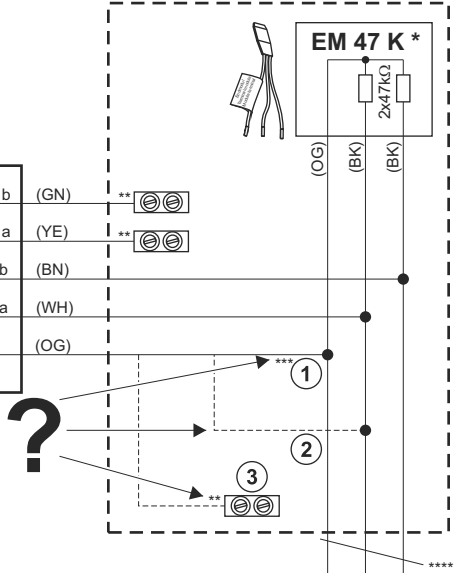 EM 47 K *
2x47kΩ
(OG)
(BK)
(BK)
b (GN) **
a (YE) **
b (BN)
a (WH)
(OG)
*** 1
?
2
3
**
****